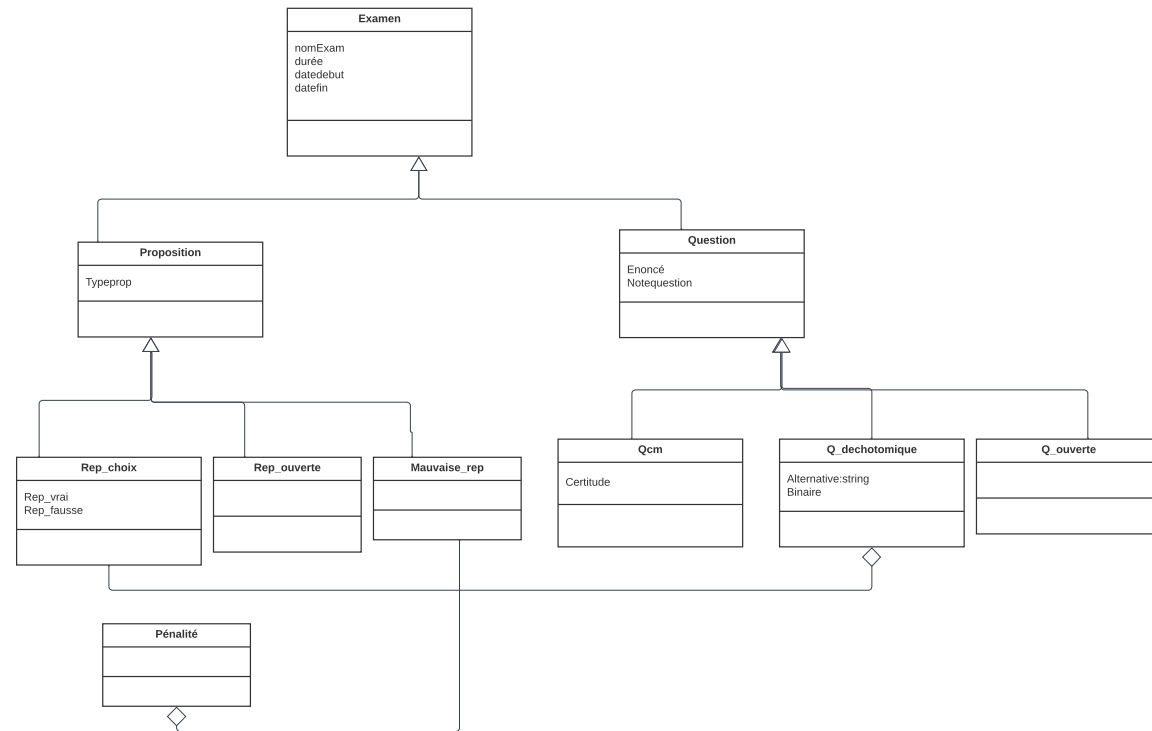 Examen
nomExam
durée
datedebut
datefin
Proposition
Typeprop
Question
Enoncé
Notequestion
Rep_choix
Rep_vrai
Rep_fausse
Rep_ouverte
Mauvaise_rep
Qcm
Certitude
Q_dechotomique
Alternative:string
Binaire
Q_ouverte
Pénalité